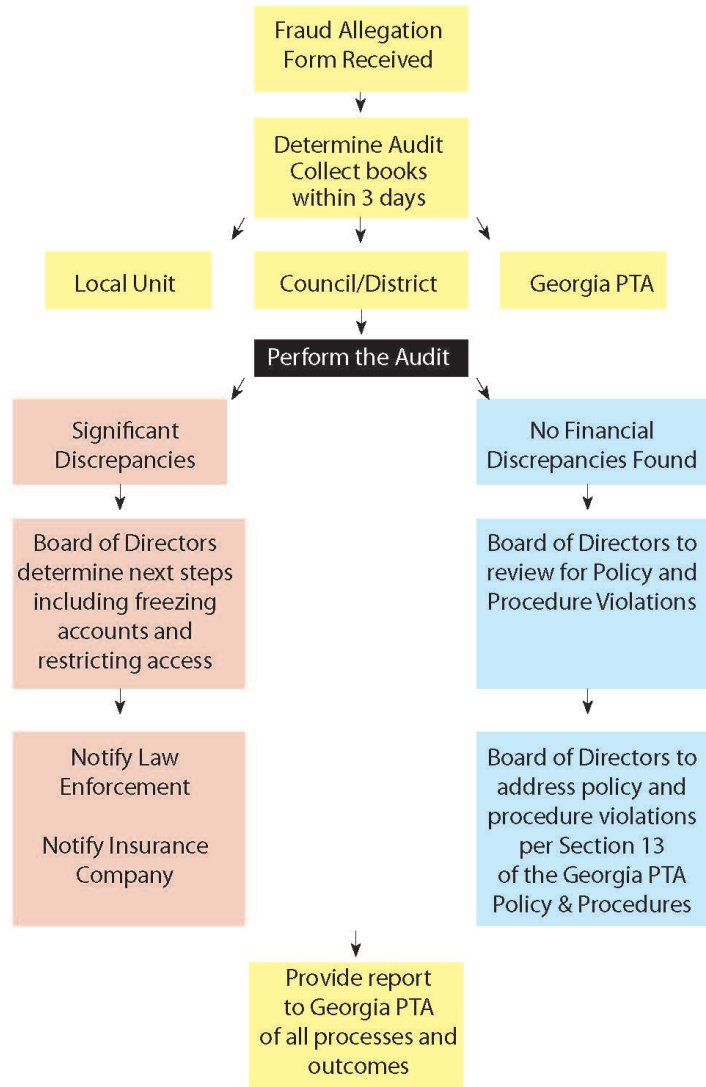 Fraud Allegation
Form Received
Determine Audit
Collect books
within 3 days
Local Unit
Council/District
Georgia PTA
Perform the Audit
Significant
Discrepancies
No Financial
Discrepancies Found
Board of Directors
determine next steps
including freezing
accounts and
restricting access
Board of Directors to
review for Policy and
Procedure Violations
Notify Law
Enforcement
Notify Insurance
Company
Board of Directors to
address policy and
procedure violations
per Section 13
of the Georgia PTA
Policy & Procedures
Provide report
to Georgia PTA
of all processes and
outcomes